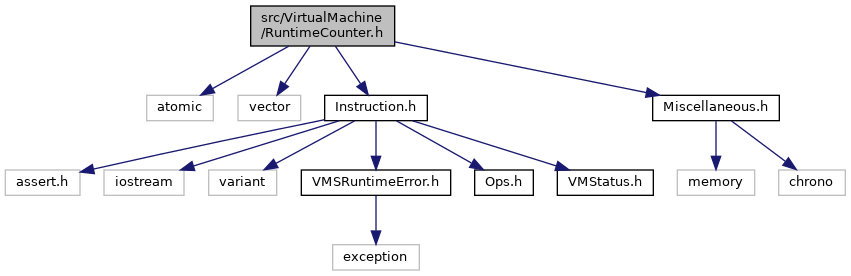 src/VirtualMachine
/RuntimeCounter.h
atomic
vector
Instruction.h
Miscellaneous.h
assert.h
iostream
variant
VMSRuntimeError.h
Ops.h
VMStatus.h
memory
chrono
exception